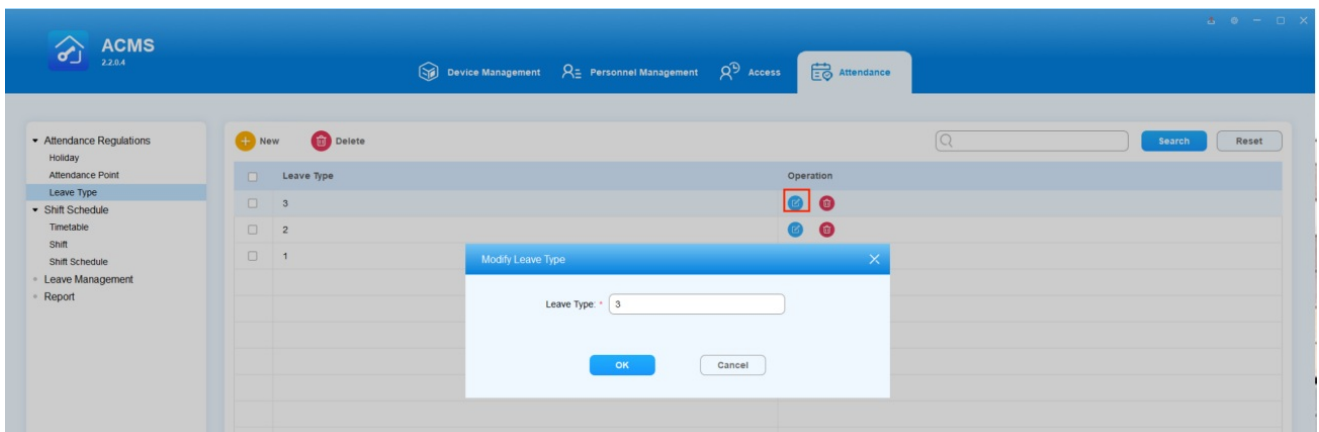 ACMS
2.2.0.4
Device Management
Personnel Management
Access
Attendance
Attendance Regulations
Holiday
Attendance Point
Leave Type
Shift Schedule
Timetable
Shift
Shift Schedule
Leave Management
Report
New
Delete
Search
Reset
Leave Type
Operation
3
2
1
Modify Leave Type
Leave Type: * 3
OK
Cancel